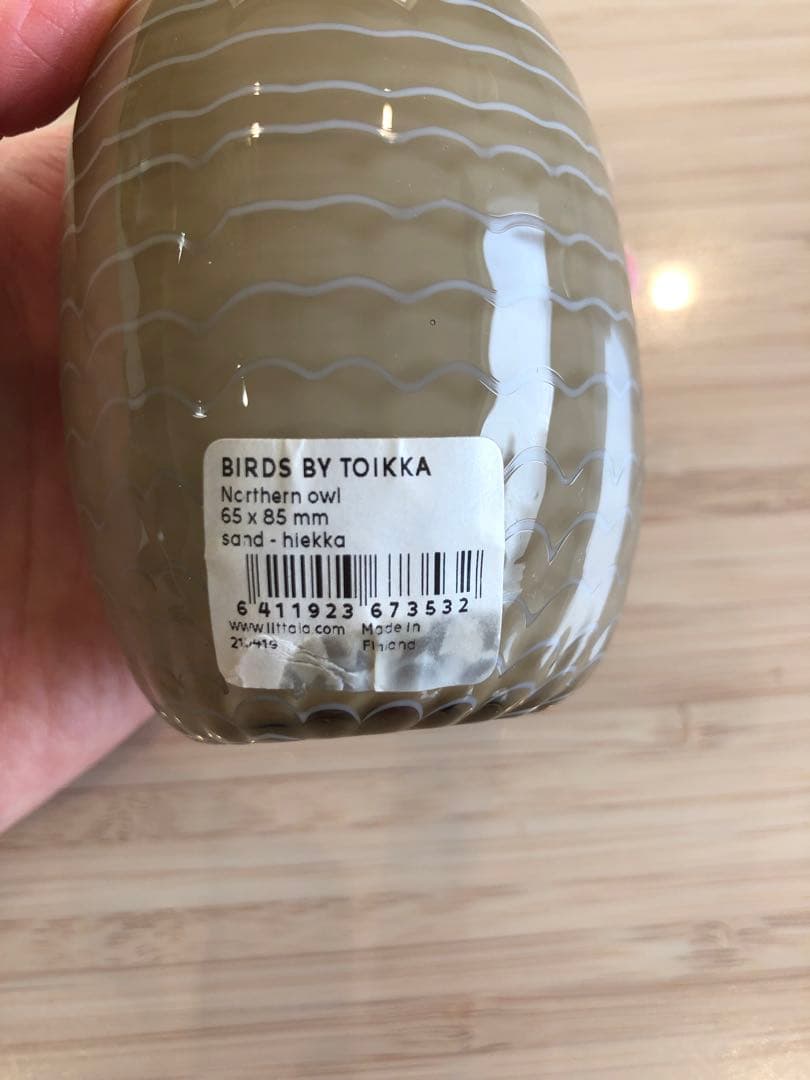 BIRDS BY TOIKKA
Northern owl
65 x 85 mm
sand - hiekka
6 411923 673532
www.iittala.com Made in
Finland